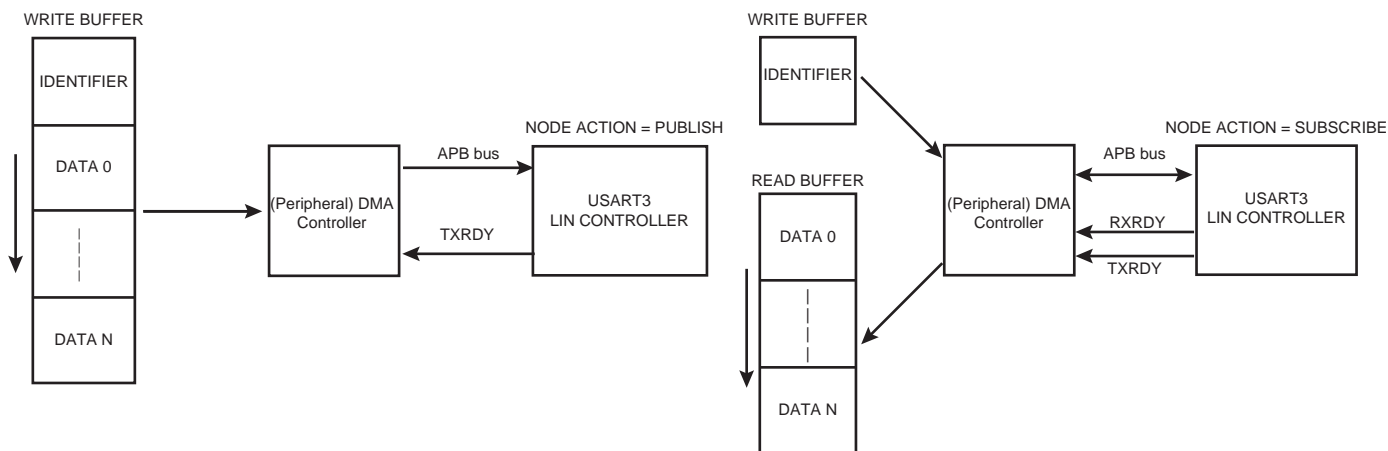 WRITE BUFFER
IDENTIFIER
DATA 0
DATA N
(Peripheral) DMA
Controller
APB bus
TXRDY
NODE ACTION = PUBLISH
USART3
LIN CONTROLLER
WRITE BUFFER
IDENTIFIER
READ BUFFER
DATA 0
DATA N
(Peripheral) DMA
Controller
APB bus
RXRDY
TXRDY
NODE ACTION = SUBSCRIBE
USART3
LIN CONTROLLER